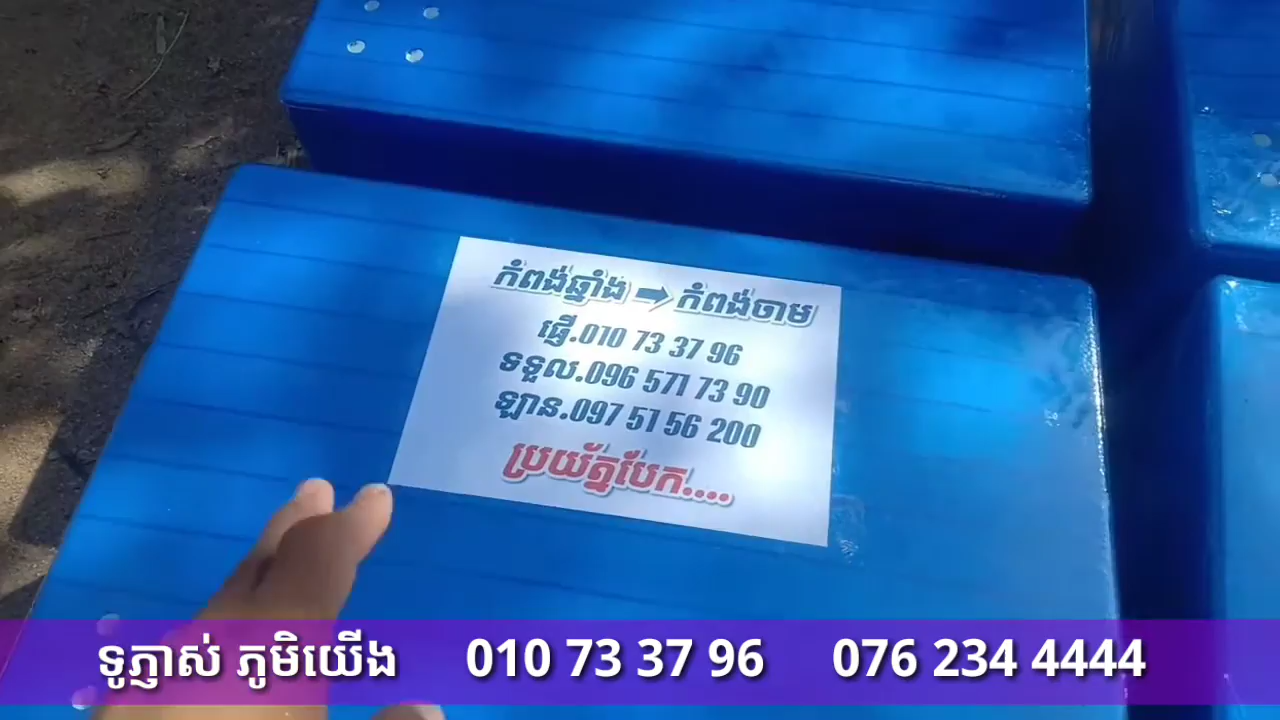 កំពង់ឆ្នាំង ➡ កំពង់ចាម
ផ្ញើ.010 73 37 96
ទទួល.096 571 73 90
ឡាន.097 51 56 200
ប្រយ័ត្នបែក....
ទូភ្ញាស់ ភូមិយើង 010 73 37 96 076 234 4444